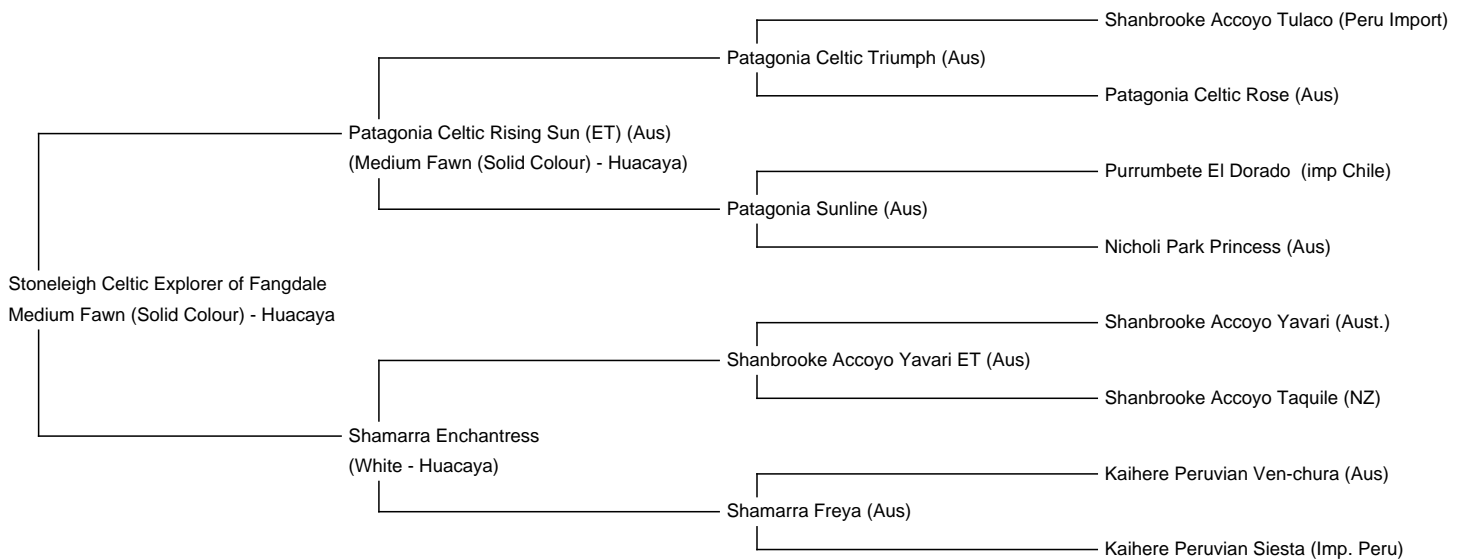 Shanbrooke Accoyo Tulaco (Peru Import)
Patagonia Celtic Triumph (Aus)
Patagonia Celtic Rose (Aus)
Patagonia Celtic Rising Sun (ET) (Aus)
(Medium Fawn (Solid Colour) - Huacaya)
Purrumbete El Dorado  (imp Chile)
Patagonia Sunline (Aus)
Nicholi Park Princess (Aus)
Stoneleigh Celtic Explorer of Fangdale
Medium Fawn (Solid Colour) - Huacaya
Shanbrooke Accoyo Yavari (Aust.)
Shanbrooke Accoyo Yavari ET (Aus)
Shanbrooke Accoyo Taquile (NZ)
Shamarra Enchantress
(White - Huacaya)
Kaihere Peruvian Ven-chura (Aus)
Shamarra Freya (Aus)
Kaihere Peruvian Siesta (Imp. Peru)